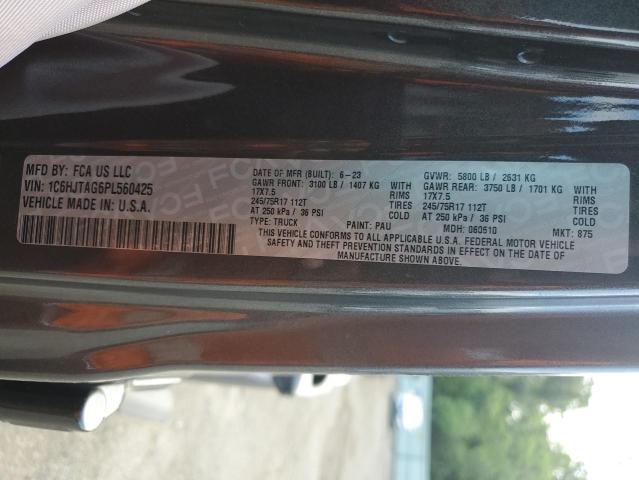 MFD BY: FCA US LLC
VIN: 1C6HJTAG6PL560425
VEHICLE MADE IN: U.S.A.
DATE OF MFR (BUILT): 6-23
GAWR FRONT: 3100 LB / 1407 KG WITH
17X7.5 RIMS
245/75R17 112T TIRES
AT 250 kPa / 36 PSI COLD
GVWR: 5800 LB / 2631 KG
GAWR REAR: 3750 LB / 1701 KG WITH
17X7.5 RIMS
245/75R17 112T TIRES
AT 250 kPa / 36 PSI COLD
TYPE: TRUCK PAINT: PAU MDH: 060510 MKT: 875
THIS VEHICLE CONFORMS TO ALL APPLICABLE U.S.A. FEDERAL MOTOR VEHICLE
SAFETY AND THEFT PREVENTION STANDARDS IN EFFECT ON THE DATE OF
MANUFACTURE SHOWN ABOVE.